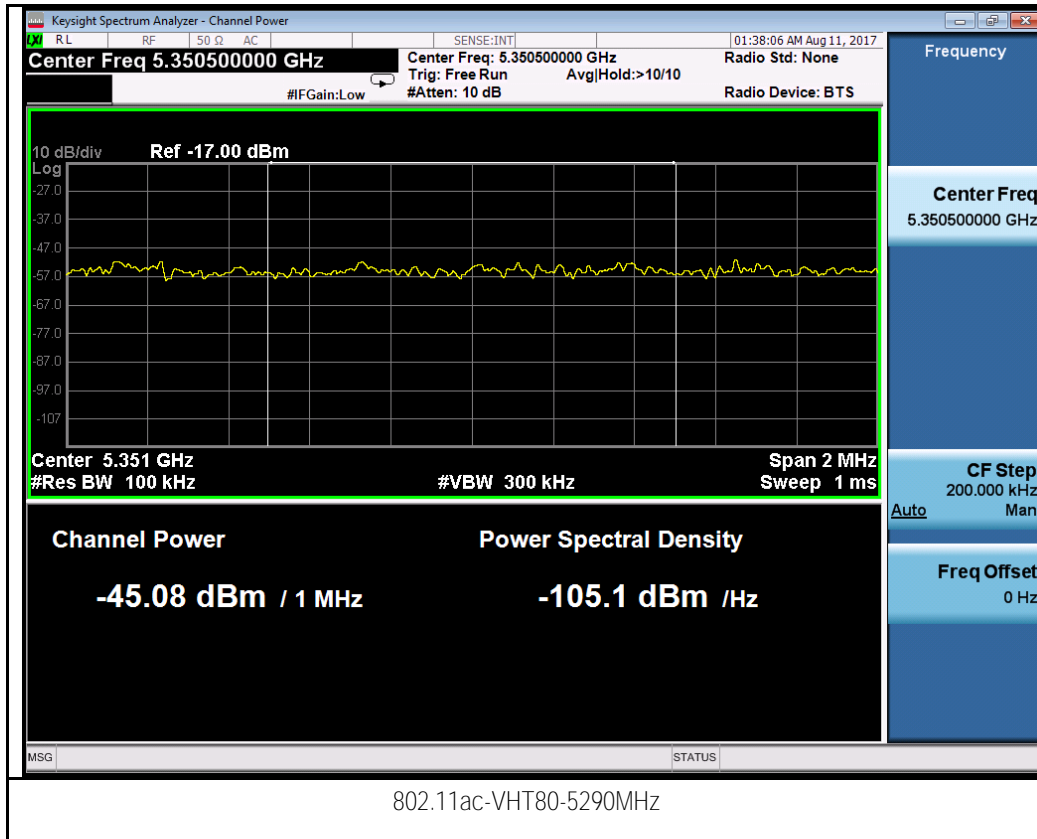 Keysight Spectrum Analyzer - Channel Power
LXI RL RF 50 Ω AC SENSE:INT 01:38:06 AM Aug 11, 2017
Center Freq 5.350500000 GHz
Center Freq: 5.350500000 GHz
Radio Std: None
Trig: Free Run Avg|Hold:>10/10
#IFGain:Low #Atten: 10 dB Radio Device: BTS
10 dB/div Ref -17.00 dBm
Log
-27.0
-37.0
-47.0
-57.0
-67.0
-77.0
-87.0
-97.0
-107
Center 5.351 GHz Span 2 MHz
#Res BW 100 kHz #VBW 300 kHz Sweep 1 ms
Channel Power Power Spectral Density
-45.08 dBm / 1 MHz -105.1 dBm /Hz
MSG STATUS
Frequency
Center Freq
5.350500000 GHz
CF Step
200.000 kHz
Auto Man
Freq Offset
0 Hz
802.11ac-VHT80-5290MHz